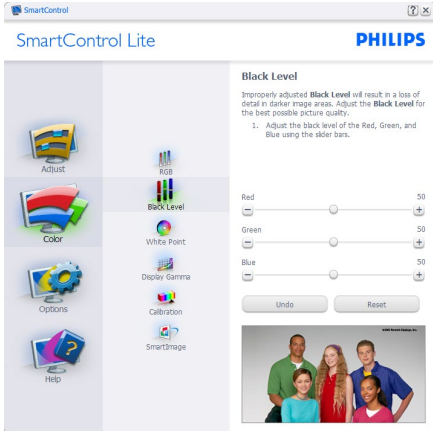 SmartControl
SmartControl Lite
PHILIPS
Adjust
Color
Options
Help
RGB
Black Level
White Point
Display Gamma
Calibration
SmartImage
Black Level
Improperly adjusted Black Level will result in a loss of
detail in darker image areas. Adjust the Black Level for
the best possible picture quality.
1. Adjust the black level of the Red, Green, and
Blue using the slider bars.
Red 50
Green 50
Blue 50
Undo Reset